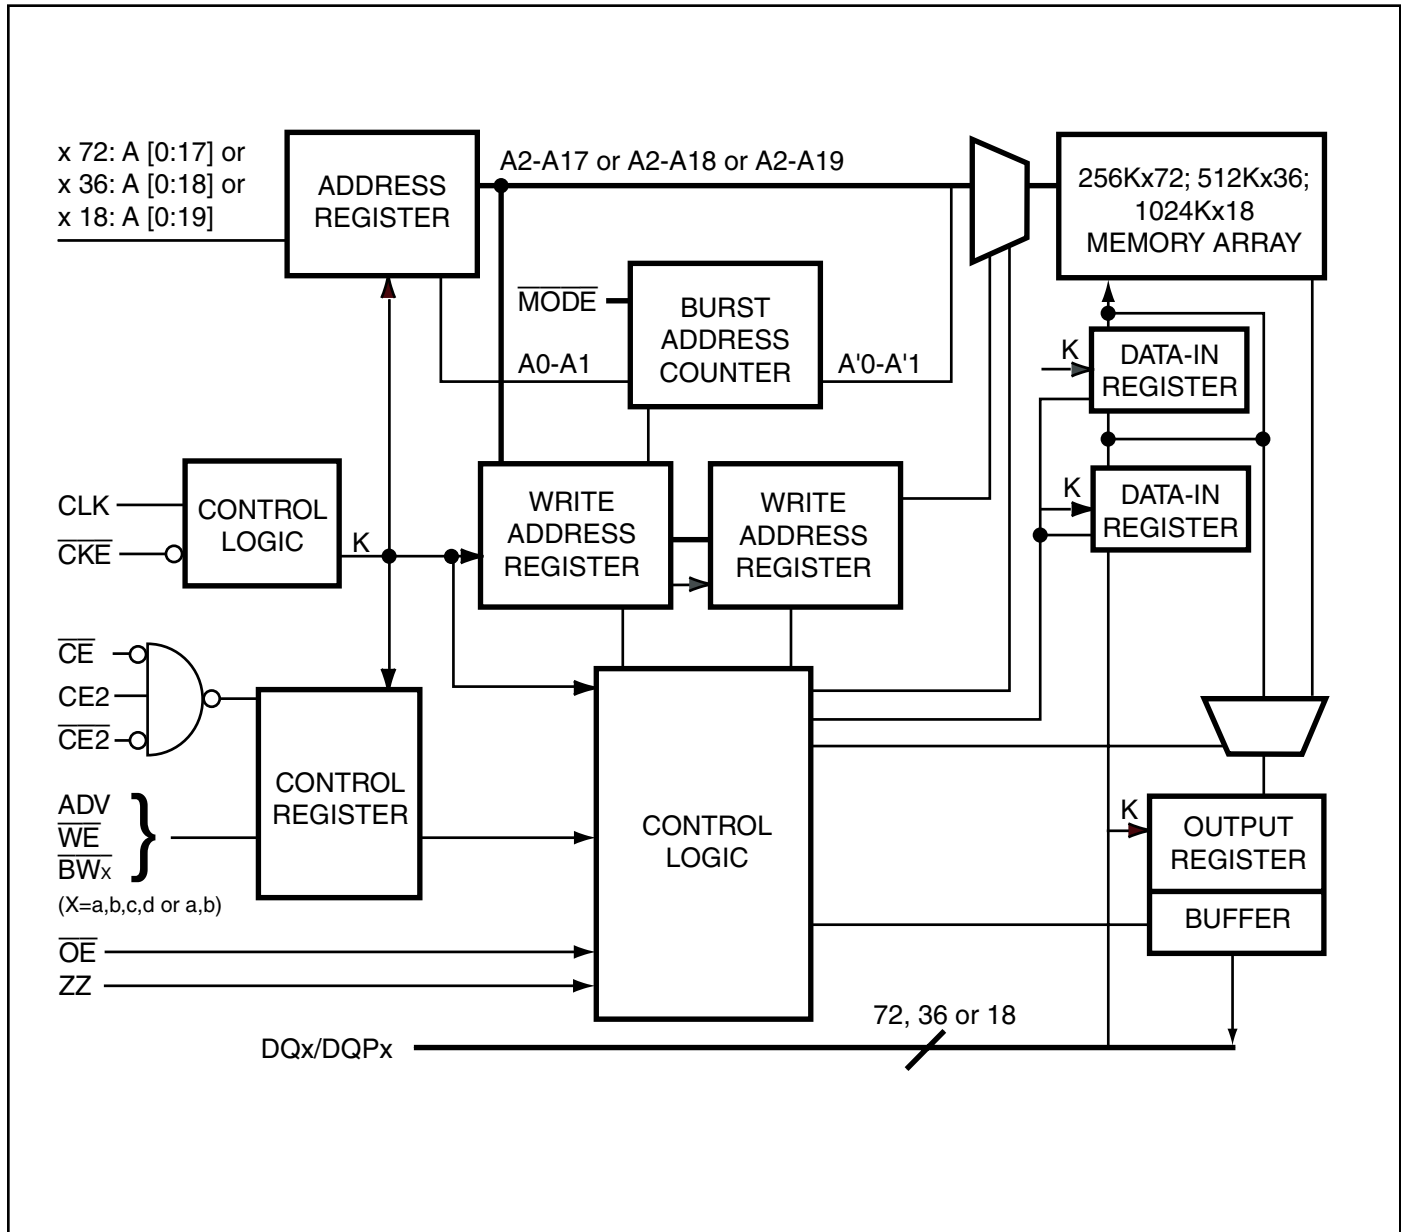 x 72: A [0:17] or
x 36: A [0:18] or
x 18: A [0:19]
ADDRESS
REGISTER
A2-A17 or A2-A18 or A2-A19
256Kx72; 512Kx36;
1024Kx18
MEMORY ARRAY
MODE
BURST
ADDRESS
COUNTER
A0-A1
A'0-A'1
K
DATA-IN
REGISTER
K
DATA-IN
REGISTER
CLK
CKE
CONTROL
LOGIC
K
WRITE
ADDRESS
REGISTER
WRITE
ADDRESS
REGISTER
CE
CE2
CE2
CONTROL
REGISTER
ADV
WE
BWx
}
(X=a,b,c,d or a,b)
CONTROL
LOGIC
K
OUTPUT
REGISTER
BUFFER
OE
ZZ
72, 36 or 18
DQx/DQPx